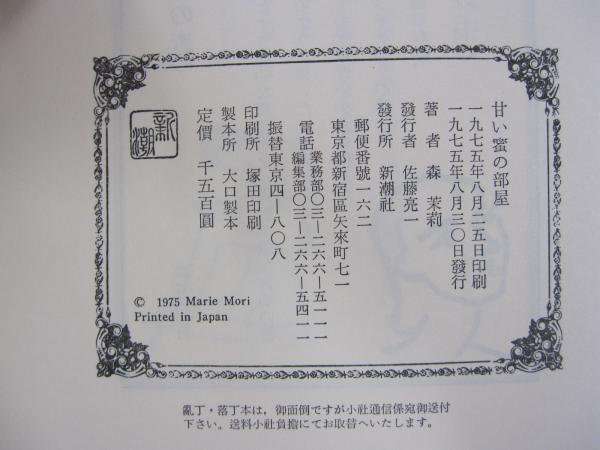 甘い蜜の部屋
一九七五年八月二五日印刷
一九七五年八月三〇日發行
著者 森 茉莉
發行者 佐藤亮一
發行所 新潮社
郵便番号一六二
東京都新宿區矢來町七一
電話 業務部〇三―二六六―五一一一
編集部〇三―二六六―五四一一
振替東京四―八〇八
印刷所 塚田印刷
製本所 大口製本
定價 千五百圓
新潮
© 1975 Marie Mori
Printed in Japan
亂丁・落丁本は，御面倒ですが小社通信係宛御送付
下さい。送料小社負擔にてお取替へいたします。